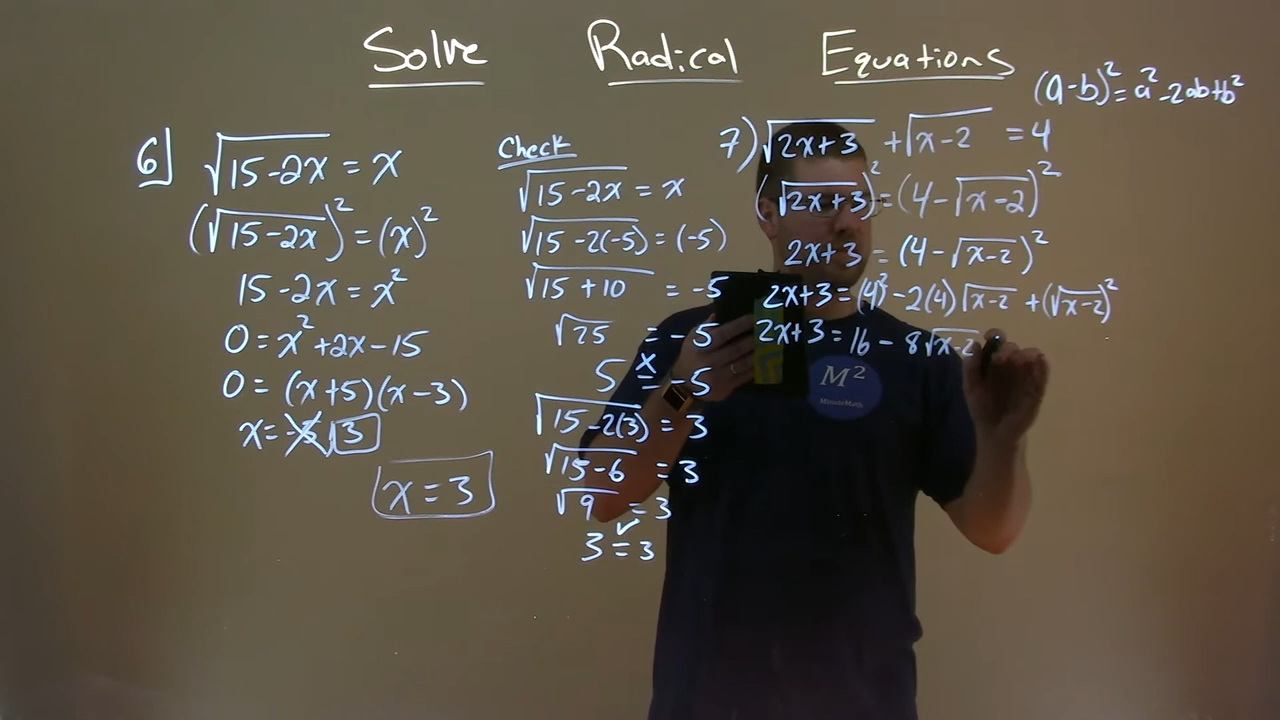 Solve Radical Equations
(a-b)² = a² - 2ab + b²
6] √(15-2x) = x
(√(15-2x))² = (x)²
15-2x = x²
0 = x² + 2x - 15
0 = (x+5)(x-3)
x = -5, 3
x = 3
Check
√(15-2x) = x
√(15-2(-5)) = (-5)
√(15+10) = -5
√25 = -5
5 = -5
x
√(15-2(3)) = 3
√(15-6) = 3
√9 = 3
3 = 3
✓
7) √(2x+3) + √(x-2) = 4
(√(2x+3))² = (4-√(x-2))²
2x+3 = (4-√(x-2))²
2x+3 = (4)² - 2(4)√(x-2) + (√(x-2))²
2x+3 = 16 - 8√(x-2)
M²
MinuteMath